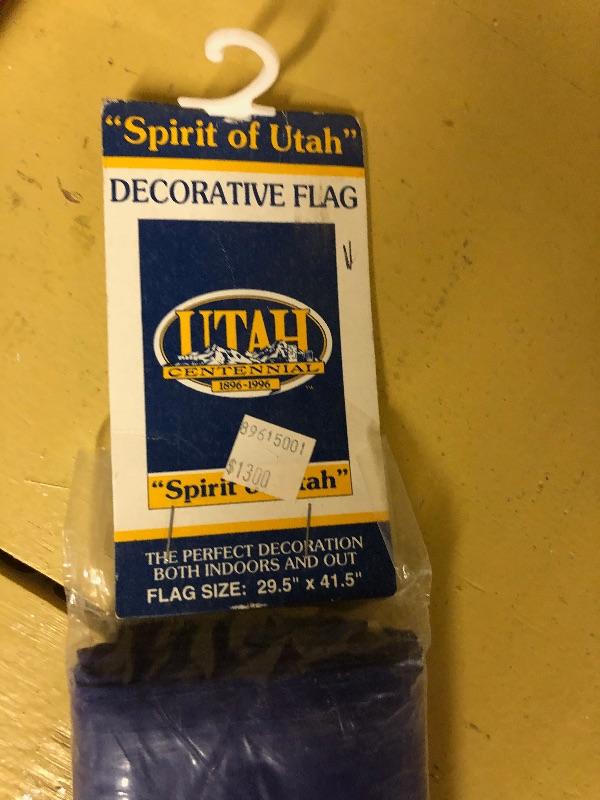 "Spirit of Utah"
DECORATIVE FLAG
UTAH
CENTENNIAL
1896-1996
TM
89615001
$1300
"Spirit tah"
THE PERFECT DECORATION
BOTH INDOORS AND OUT
FLAG SIZE: 29.5" x 41.5"